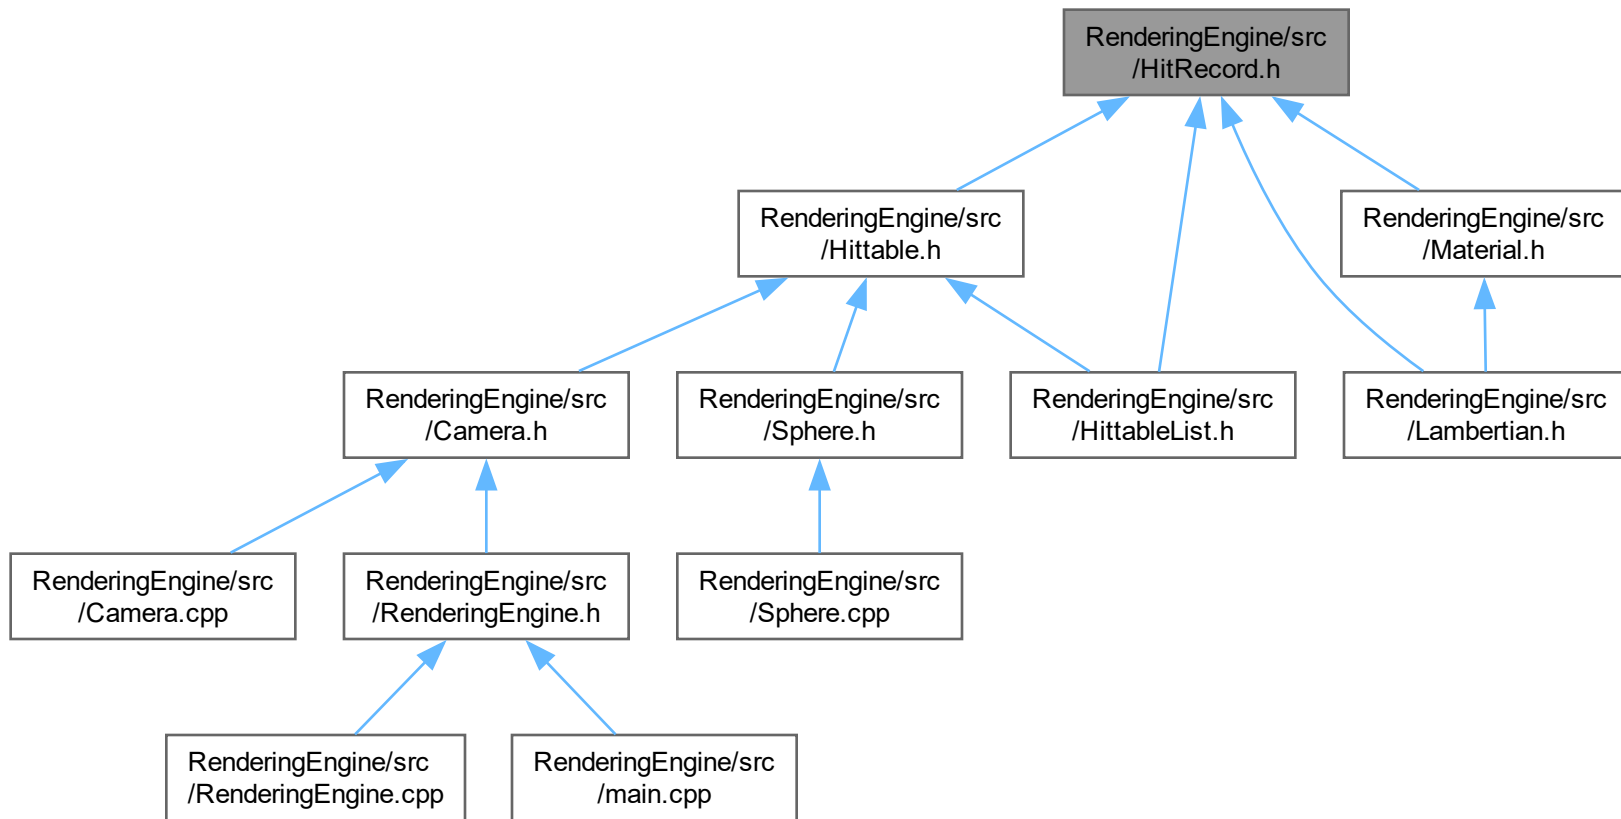 RenderingEngine/src
/HitRecord.h
RenderingEngine/src
/Hittable.h
RenderingEngine/src
/Material.h
RenderingEngine/src
/Camera.h
RenderingEngine/src
/Sphere.h
RenderingEngine/src
/HittableList.h
RenderingEngine/src
/Lambertian.h
RenderingEngine/src
/Camera.cpp
RenderingEngine/src
/RenderingEngine.h
RenderingEngine/src
/Sphere.cpp
RenderingEngine/src
/RenderingEngine.cpp
RenderingEngine/src
/main.cpp